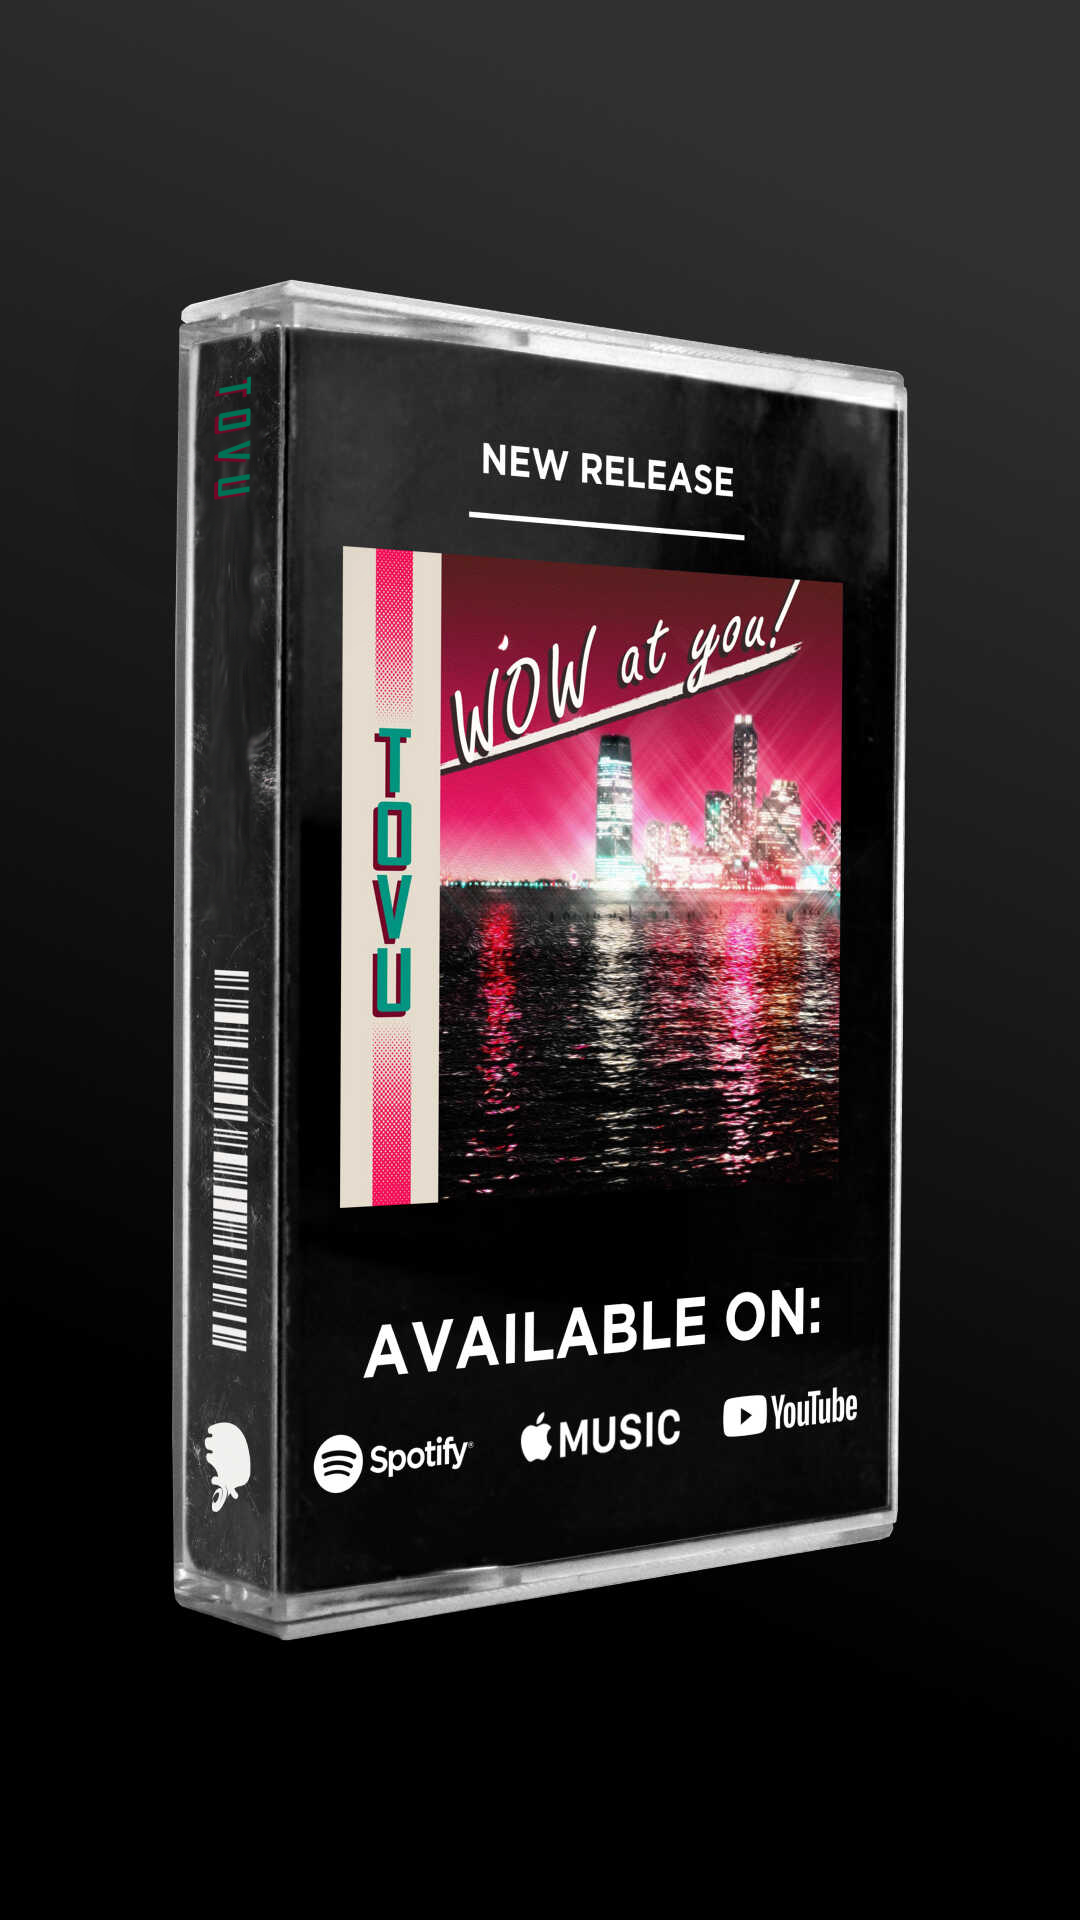 TOVU
NEW RELEASE
WOW at you!
TOVU
AVAILABLE ON:
Spotify®
MUSIC
YouTube